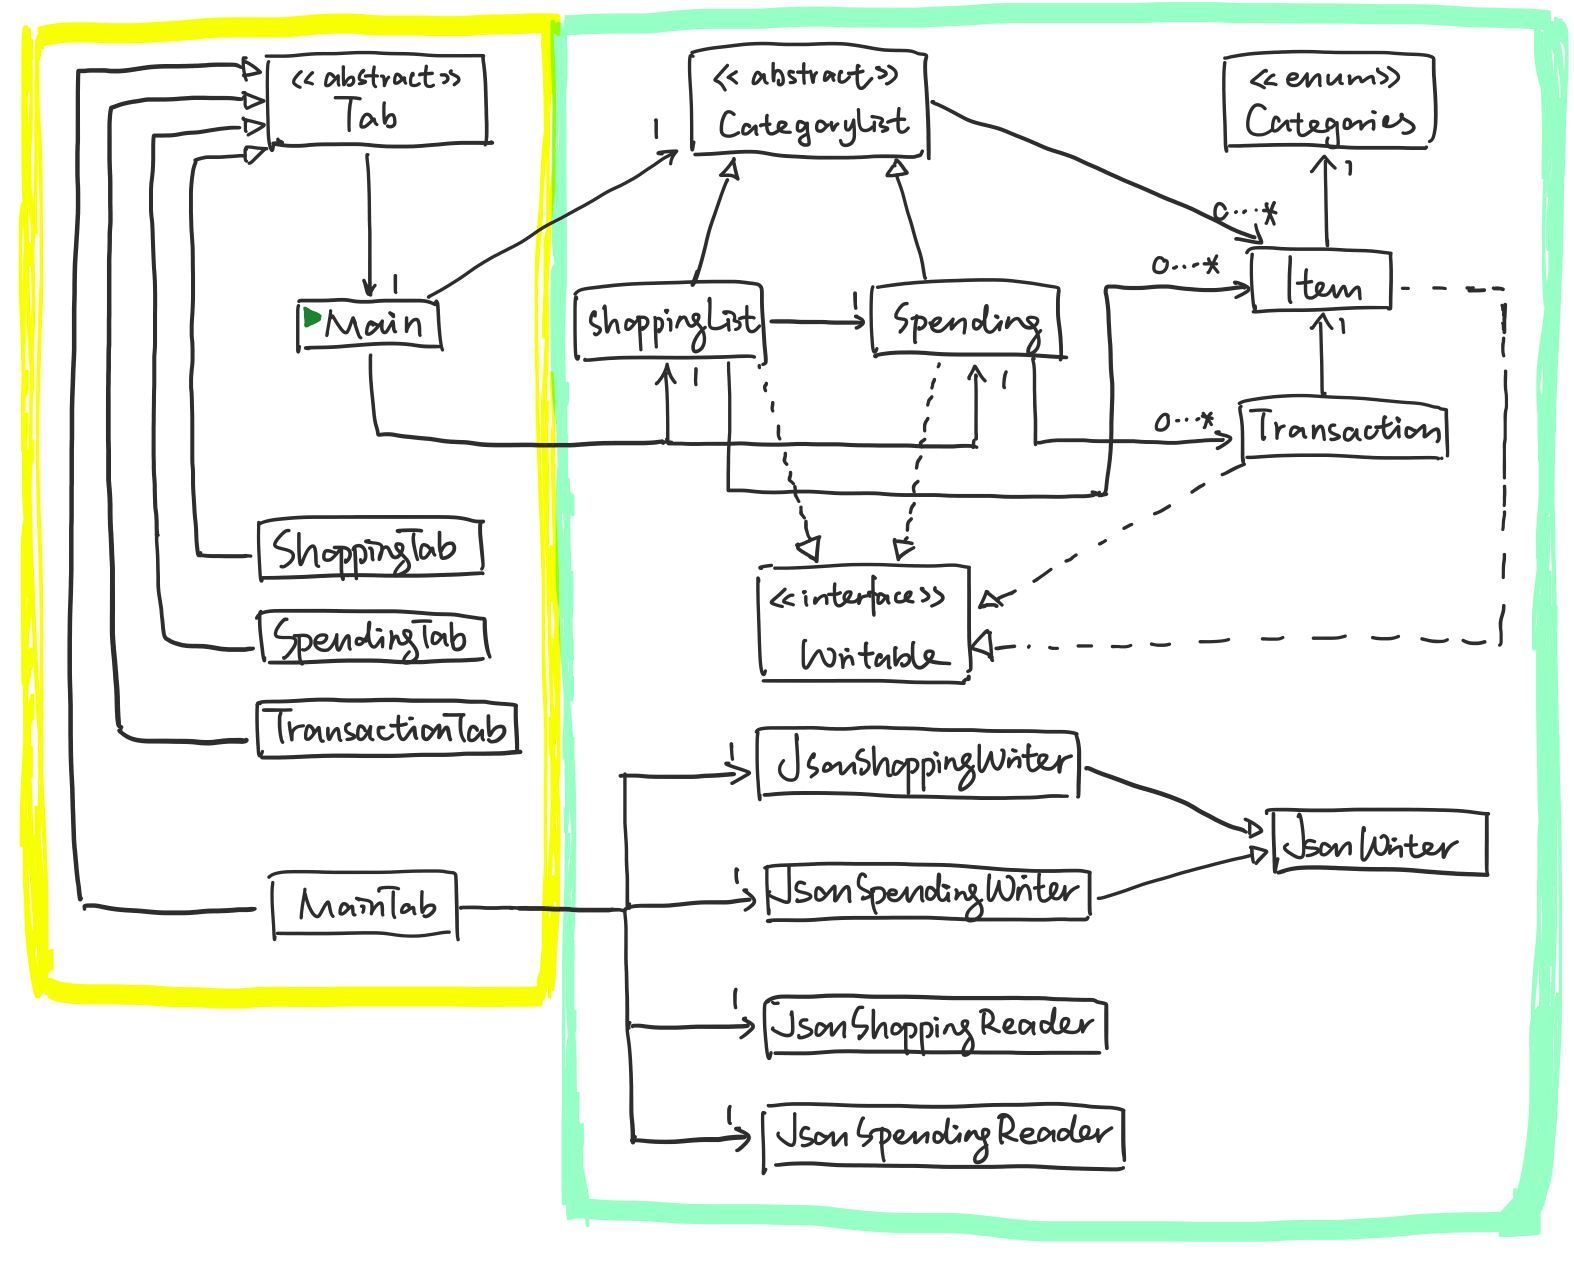 << abstract >>
Tab
1
Main
ShoppingTab
SpendingTab
TransactionTab
MainTab
<< abstract >>
CategoryList
1
<< enum >>
Categories
1
0...*
0...*
Item
1
ShoppingList
1
Spending
1
1
0...*
Transaction
<< interface >>
Writable
1
JsonShoppingWriter
JsonWriter
1
JsonSpendingWriter
1
JsonShoppingReader
1
JsonSpendingReader